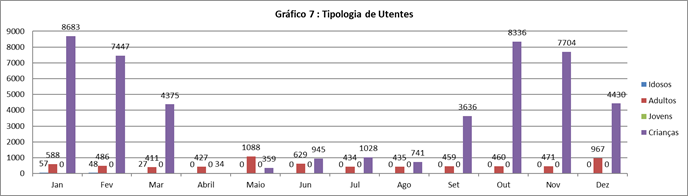 Gráfico 7 : Tipologia de Utentes
9000
8000
7000
6000
5000
4000
3000
2000
1000
0
57 588 0 8683
48 486 0 7447
27 411 0 4375
0 427 0 34
0 1088 0 359
0 629 0 945
0 434 0 1028
0 435 0 741
0 459 0 3636
0 460 0 8336
0 471 0 7704
0 967 0 4430
Jan Fev Mar Abril Maio Jun Jul Ago Set Out Nov Dez
Idosos
Adultos
Jovens
Crianças